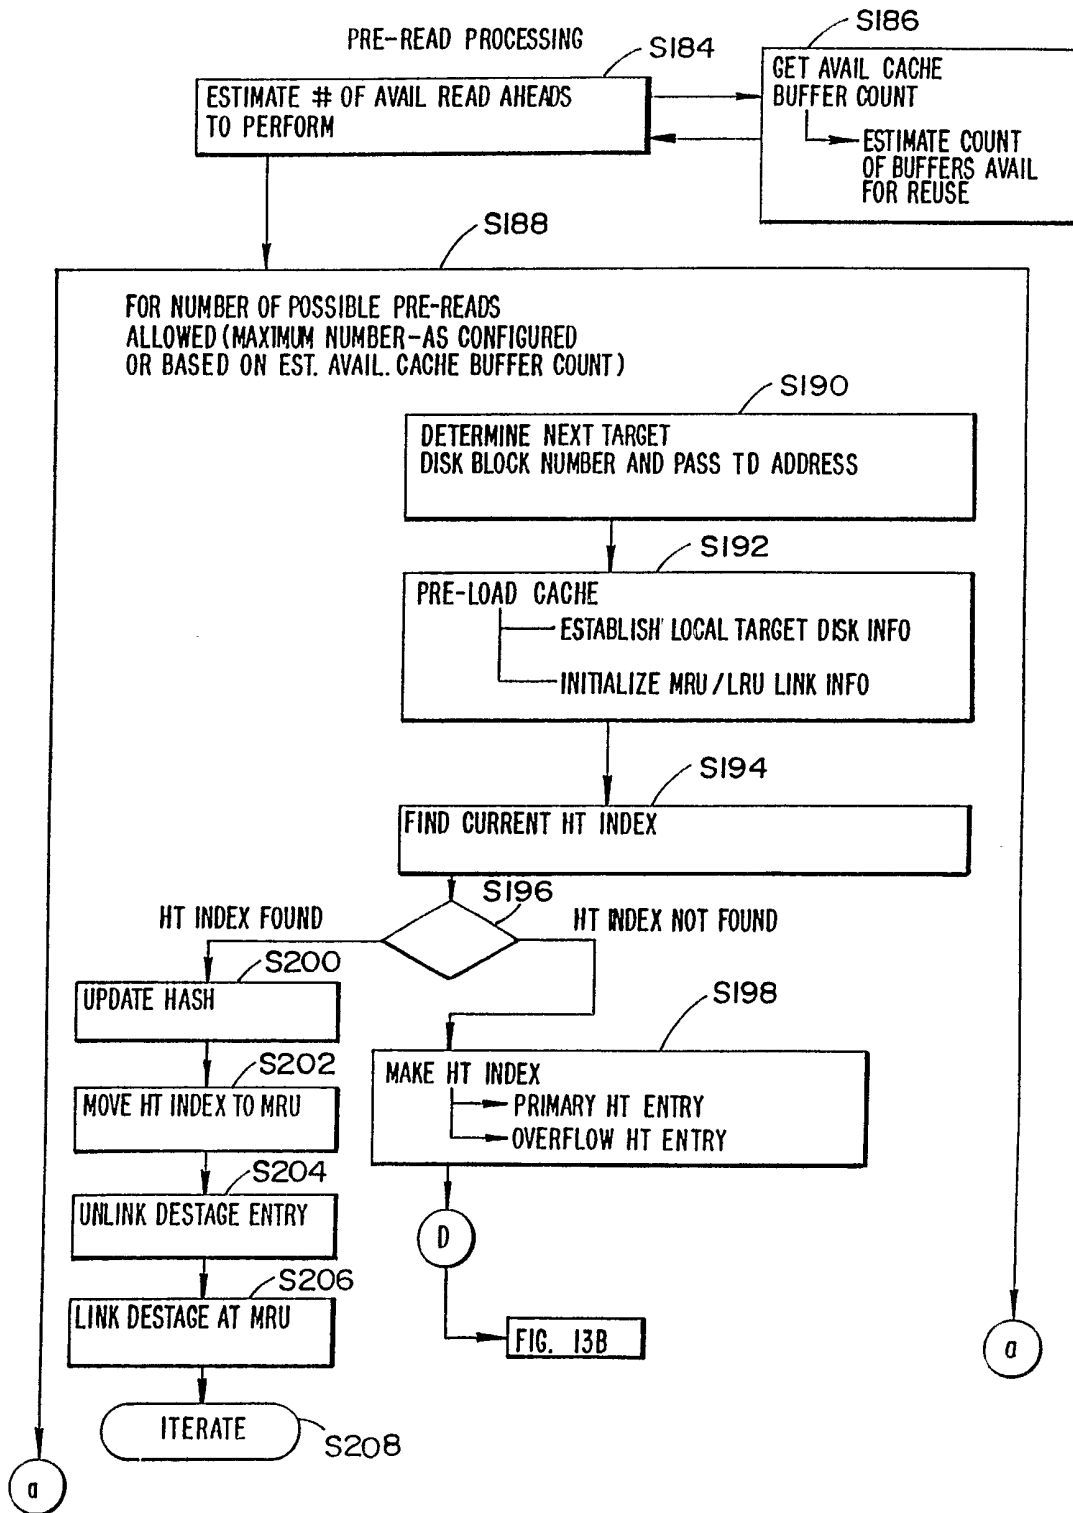 PRE-READ PROCESSING
S184
S186
ESTIMATE # OF AVAIL READ AHEADS
TO PERFORM
GET AVAIL CACHE
BUFFER COUNT
ESTIMATE COUNT
OF BUFFERS AVAIL
FOR REUSE
S188
FOR NUMBER OF POSSIBLE PRE-READS
ALLOWED (MAXIMUM NUMBER-AS CONFIGURED
OR BASED ON EST. AVAIL. CACHE BUFFER COUNT)
S190
DETERMINE NEXT TARGET
DISK BLOCK NUMBER AND PASS TD ADDRESS
S192
PRE-LOAD CACHE
ESTABLISH LOCAL TARGET DISK INFO
INITIALIZE MRU/LRU LINK INFO
S194
FIND CURRENT HT INDEX
S196
HT INDEX FOUND
HT INDEX NOT FOUND
S200
UPDATE HASH
S198
MAKE HT INDEX
PRIMARY HT ENTRY
OVERFLOW HT ENTRY
S202
MOVE HT INDEX TO MRU
S204
UNLINK DESTAGE ENTRY
D
S206
LINK DESTAGE AT MRU
FIG. 13B
a
ITERATE
S208
a